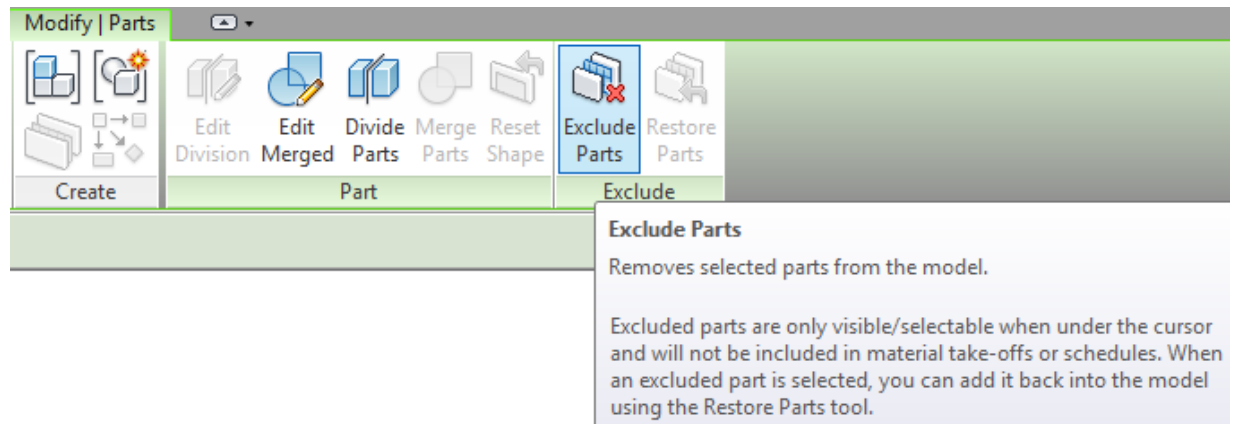 Modify | Parts
Edit Division
Edit Merged
Divide Parts
Merge Parts
Reset Shape
Exclude Parts
Restore Parts
Create
Part
Exclude
Exclude Parts
Removes selected parts from the model.
Excluded parts are only visible/selectable when under the cursor
and will not be included in material take-offs or schedules. When
an excluded part is selected, you can add it back into the model
using the Restore Parts tool.